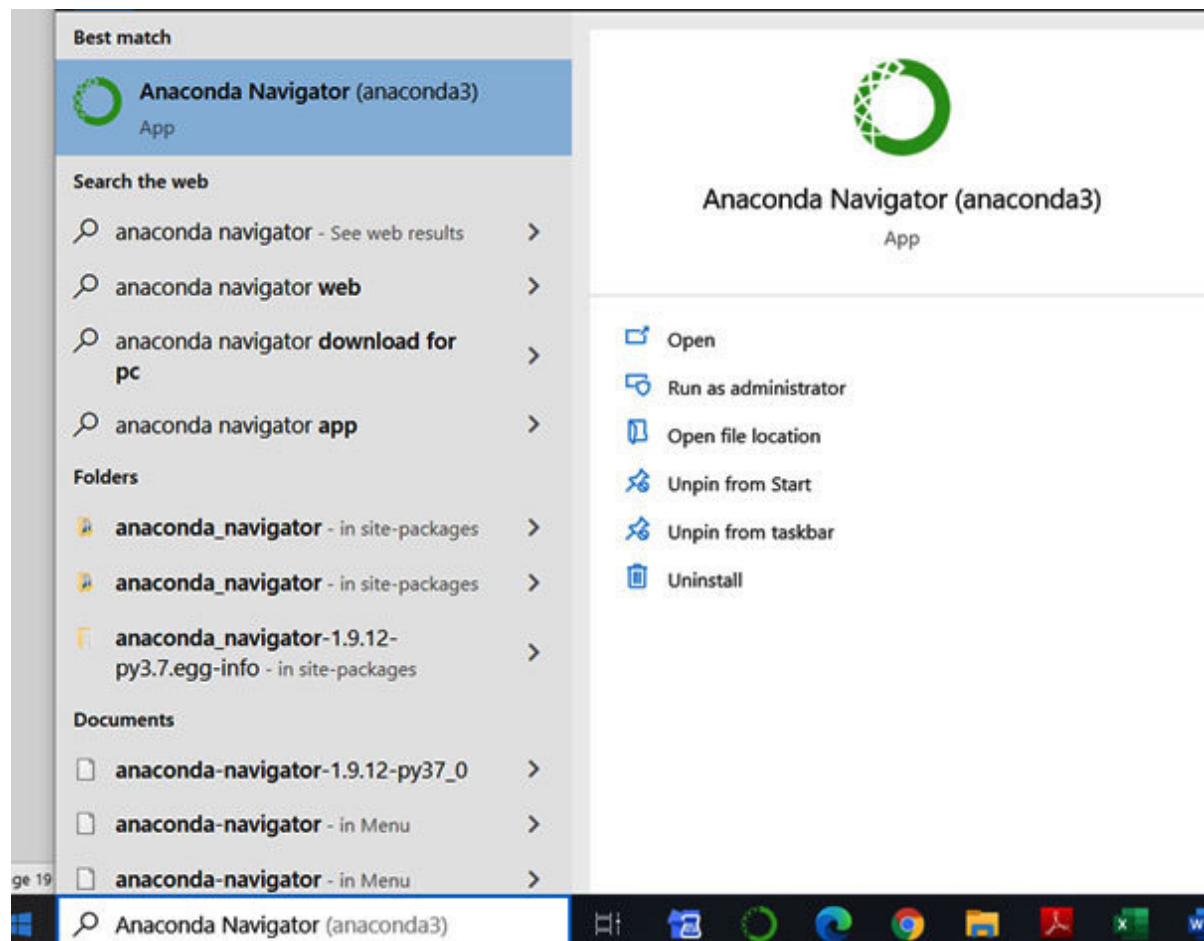 Best match
Anaconda Navigator (anaconda3)
App
Search the web
anaconda navigator - See web results
anaconda navigator web
anaconda navigator download for
pc
anaconda navigator app
Folders
anaconda_navigator - in site-packages
anaconda_navigator - in site-packages
anaconda_navigator-1.9.12-
py3.7.egg-info - in site-packages
Documents
anaconda-navigator-1.9.12-py37_0
anaconda-navigator - in Menu
anaconda-navigator - in Menu
Anaconda Navigator (anaconda3)
App
Open
Run as administrator
Open file location
Unpin from Start
Unpin from taskbar
Uninstall
ge 19
Anaconda Navigator (anaconda3)